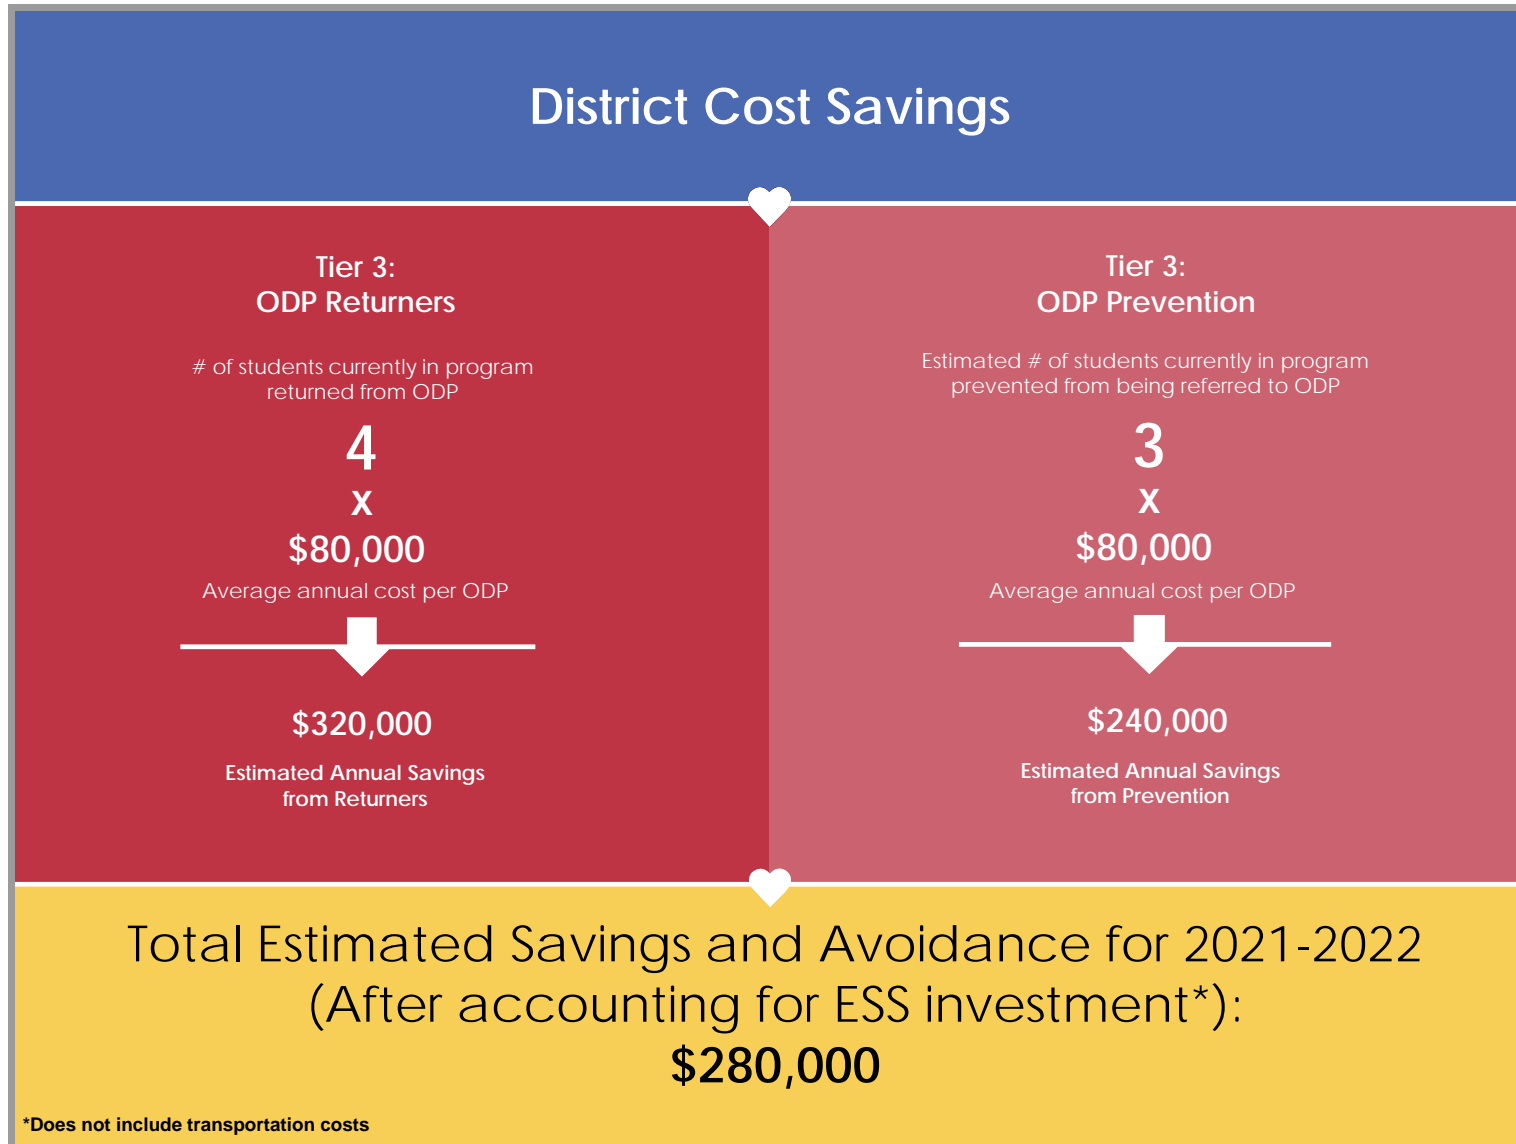 District Cost Savings
Tier 3:
ODP Returners
# of students currently in program
returned from ODP
4
x
$80,000
Average annual cost per ODP
$320,000
Estimated Annual Savings
from Returners
Tier 3:
ODP Prevention
Estimated # of students currently in program
prevented from being referred to ODP
3
x
$80,000
Average annual cost per ODP
$240,000
Estimated Annual Savings
from Prevention
Total Estimated Savings and Avoidance for 2021-2022
(After accounting for ESS investment*):
$280,000
*Does not include transportation costs